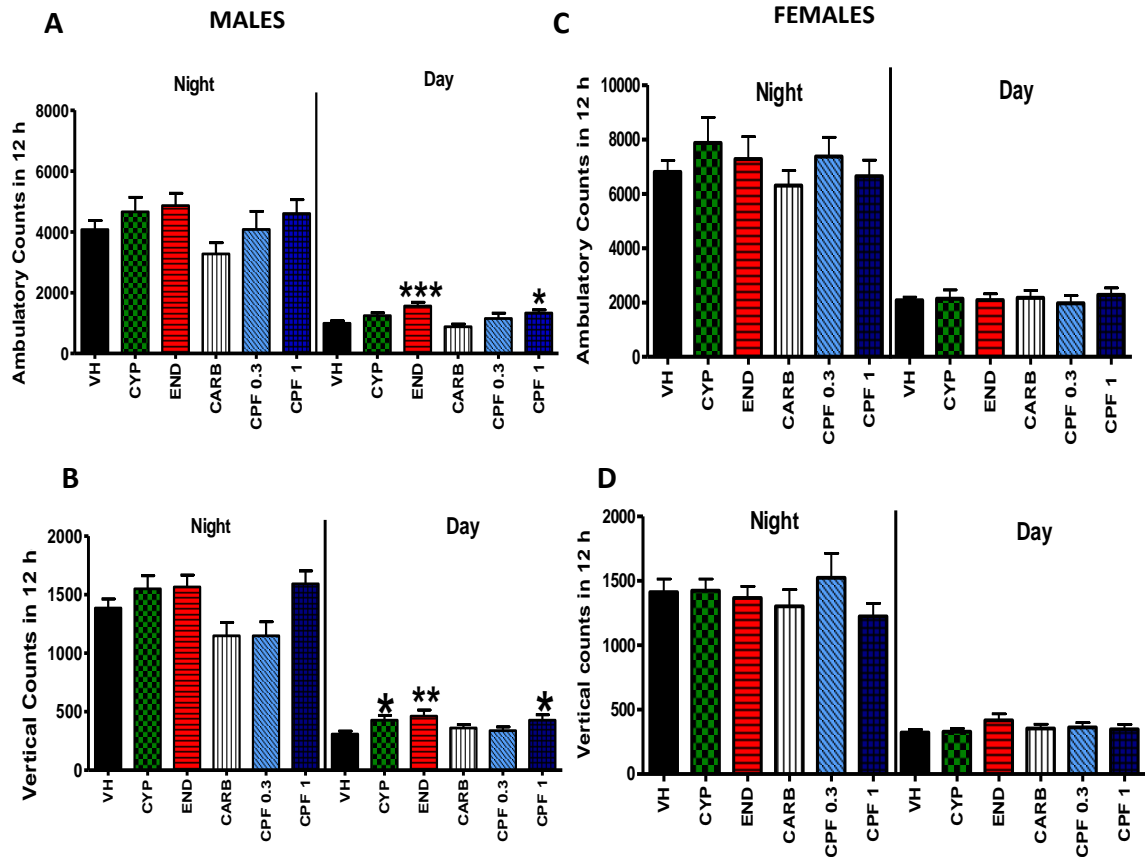 A
MALES
Night
Day
Ambulatory Counts in 12 h
8000
6000
4000
2000
0
***
*
VH
CYP
END
CARB
CPF 0.3
CPF 1
VH
CYP
END
CARB
CPF 0.3
CPF 1
C
FEMALES
Night
Day
Ambulatory Counts in 12 h
10000
8000
6000
4000
2000
0
VH
CYP
END
CARB
CPF 0.3
CPF 1
VH
CYP
END
CARB
CPF 0.3
CPF 1
B
Night
Day
Vertical Counts in 12 h
2000
1500
1000
500
0
*
**
*
VH
CYP
END
CARB
CPF 0.3
CPF 1
VH
CYP
END
CARB
CPF 0.3
CPF 1
D
Night
Day
Vertical counts in 12 h
2000
1500
1000
500
0
VH
CYP
END
CARB
CPF 0.3
CPF 1
VH
CYP
END
CARB
CPF 0.3
CPF 1